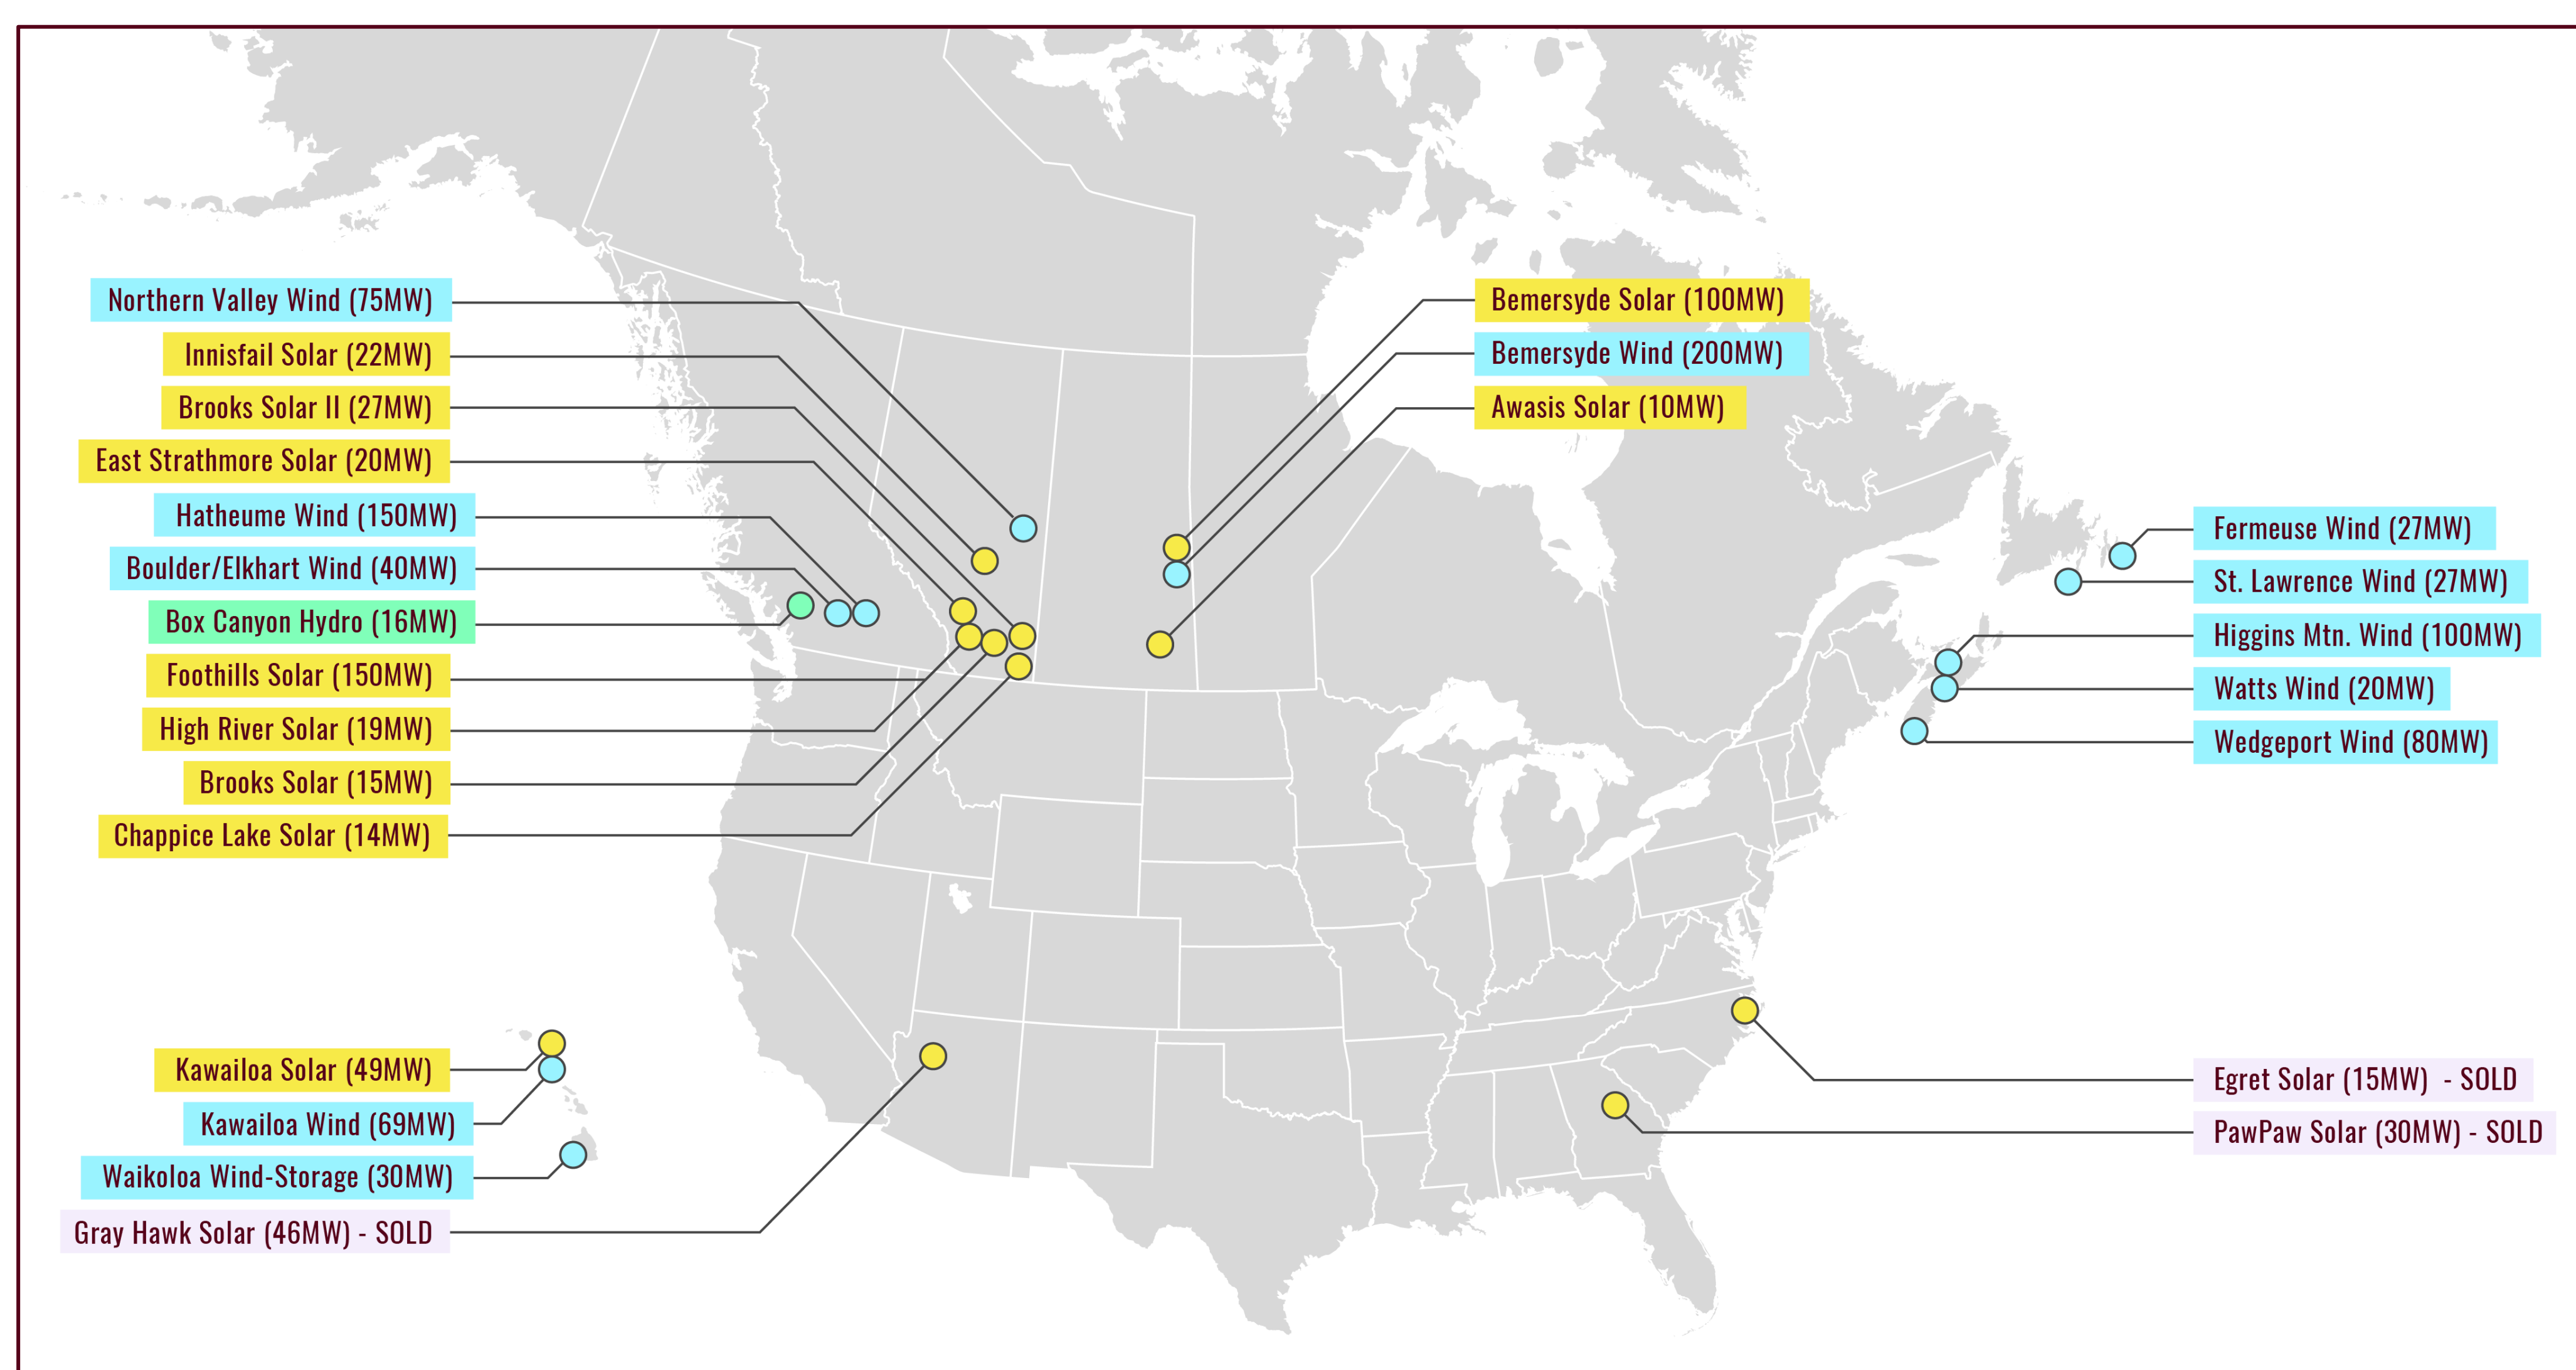 Northern Valley Wind (75MW)
Innisfail Solar (22MW)
Brooks Solar II (27MW)
East Strathmore Solar (20MW)
Hatheume Wind (150MW)
Boulder/Elkhart Wind (40MW)
Box Canyon Hydro (16MW)
Foothills Solar (150MW)
High River Solar (19MW)
Brooks Solar (15MW)
Chappice Lake Solar (14MW)
Kawailoa Solar (49MW)
Kawailoa Wind (69MW)
Waikoloa Wind-Storage (30MW)
Gray Hawk Solar (46MW) - SOLD
Bemersyde Solar (100MW)
Bemersyde Wind (200MW)
Awasis Solar (10MW)
Fermeuse Wind (27MW)
St. Lawrence Wind (27MW)
Higgins Mtn. Wind (100MW)
Watts Wind (20MW)
Wedgeport Wind (80MW)
Egret Solar (15MW) - SOLD
PawPaw Solar (30MW) - SOLD